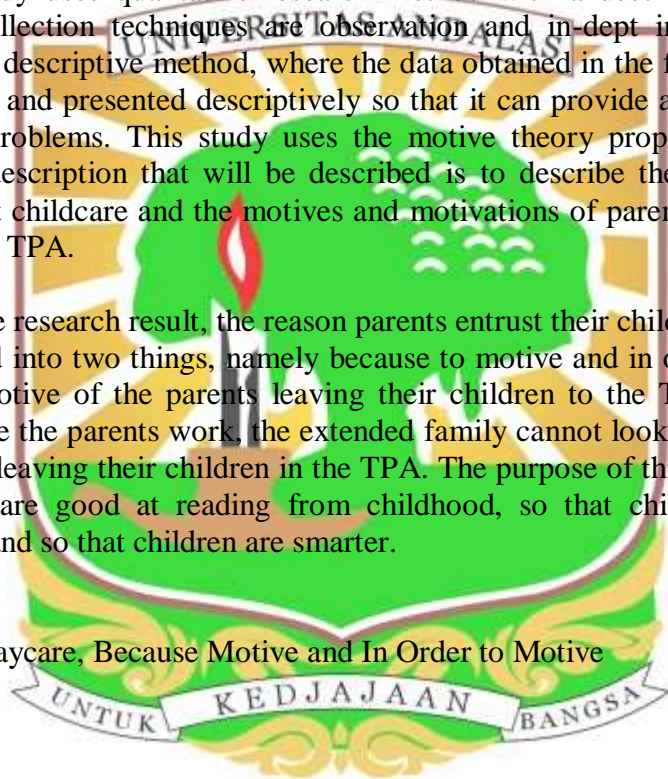 UNIVERSITAS ANDALAS
ollection techniques are observation and in-dept in
descriptive method, where the data obtained in the f
and presented descriptively so that it can provide a
roblems. This study uses the motive theory prop
escription that will be described is to describe the
t childcare and the motives and motivations of paren
TPA.
e research result, the reason parents entrust their chil
d into two things, namely because to motive and in o
otive of the parents leaving their children to the T
e the parents work, the extended family cannot look
leaving their children in the TPA. The purpose of th
are good at reading from childhood, so that chi
and so that children are smarter.
aycare, Because Motive and In Order to Motive
UNTUK KEDJAJAAN BANGSA